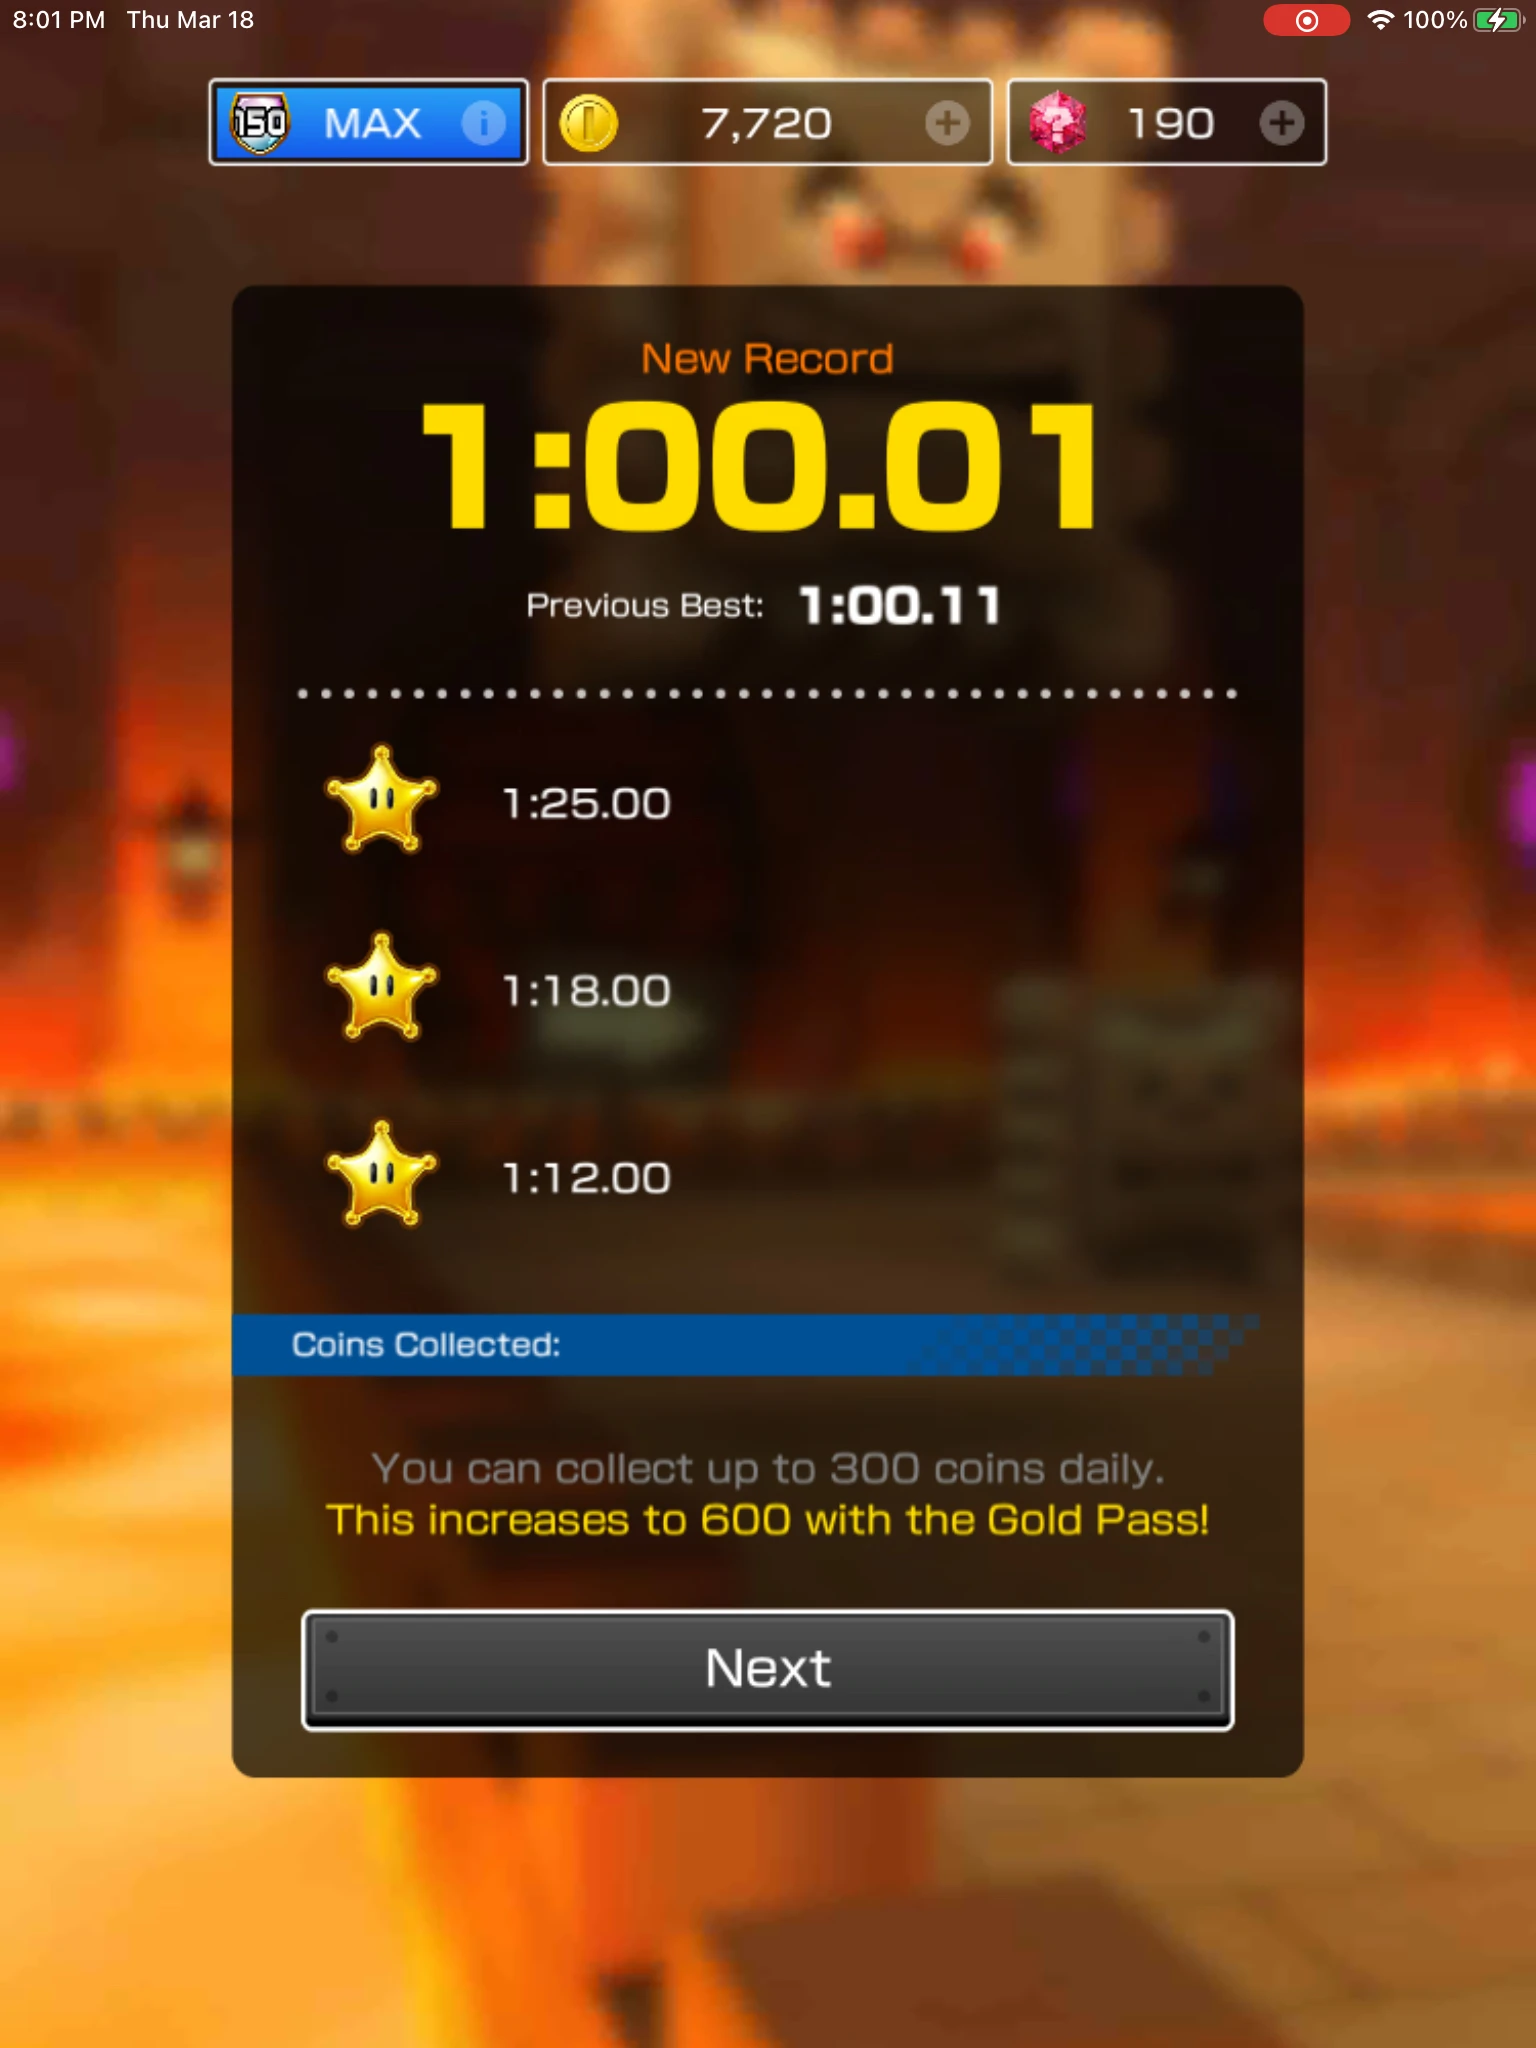 8:01 PM Thu Mar 18
100%
150 MAX i 7,720 + ? 190 +
New Record
1:00.01
Previous Best: 1:00.11
1:25.00
1:18.00
1:12.00
Coins Collected:
You can collect up to 300 coins daily.
This increases to 600 with the Gold Pass!
Next